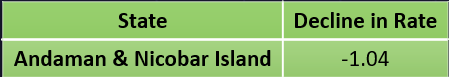 State Decline in Rate
Andaman & Nicobar Island -1.04